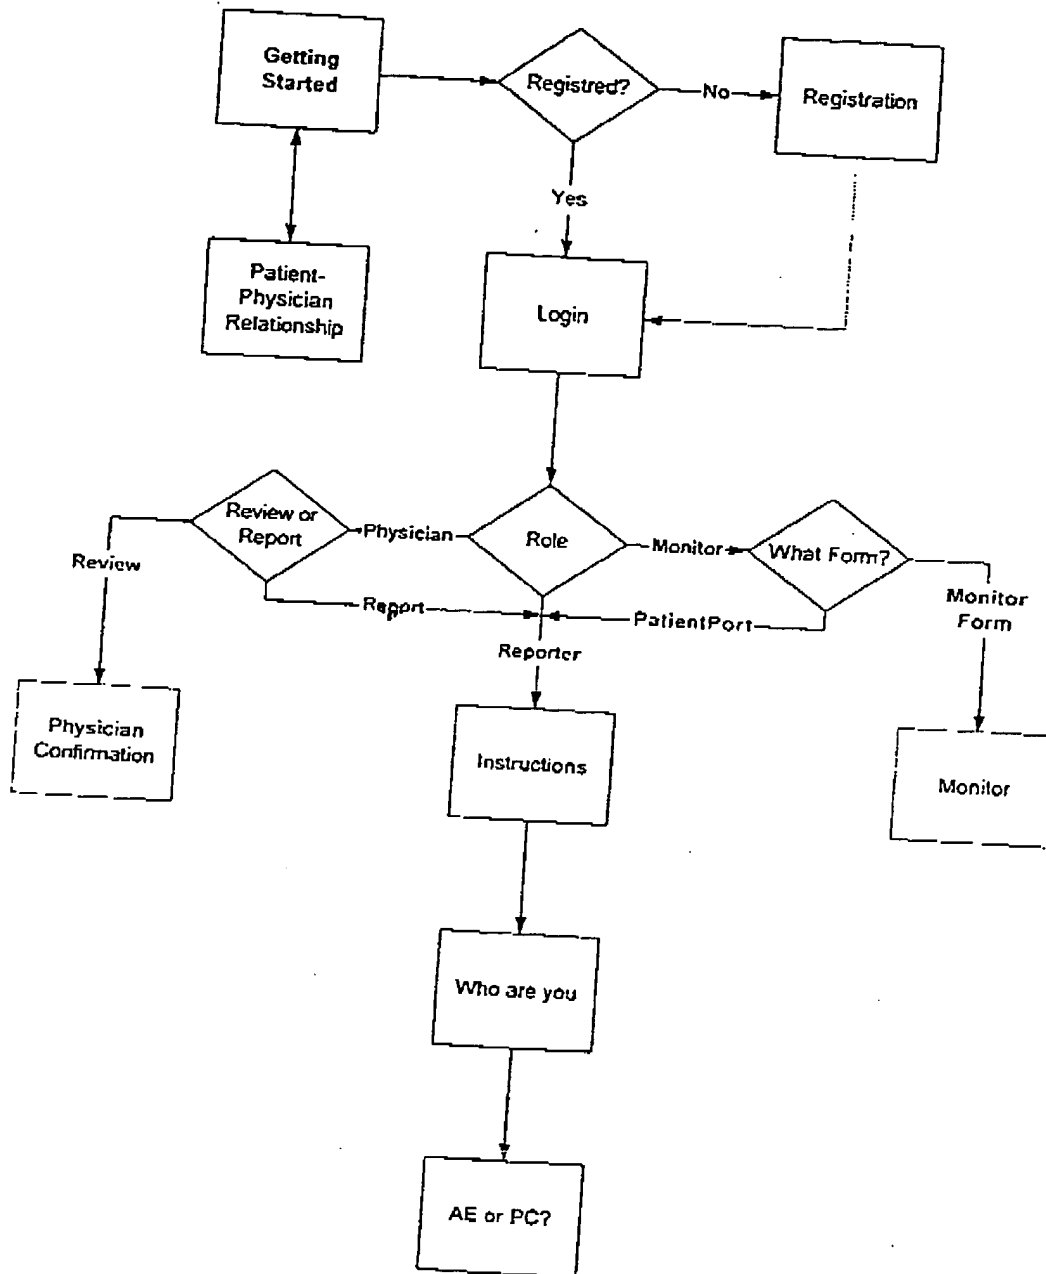 Getting
Started
Registred?
No
Registration
Yes
Patient-
Physician
Relationship
Login
Review or
Report
Physician
Role
Monitor
What Form?
Review
Report
PatientPort
Monitor
Form
Reporter
Physician
Confirmation
Instructions
Monitor
Who are you
AE or PC?